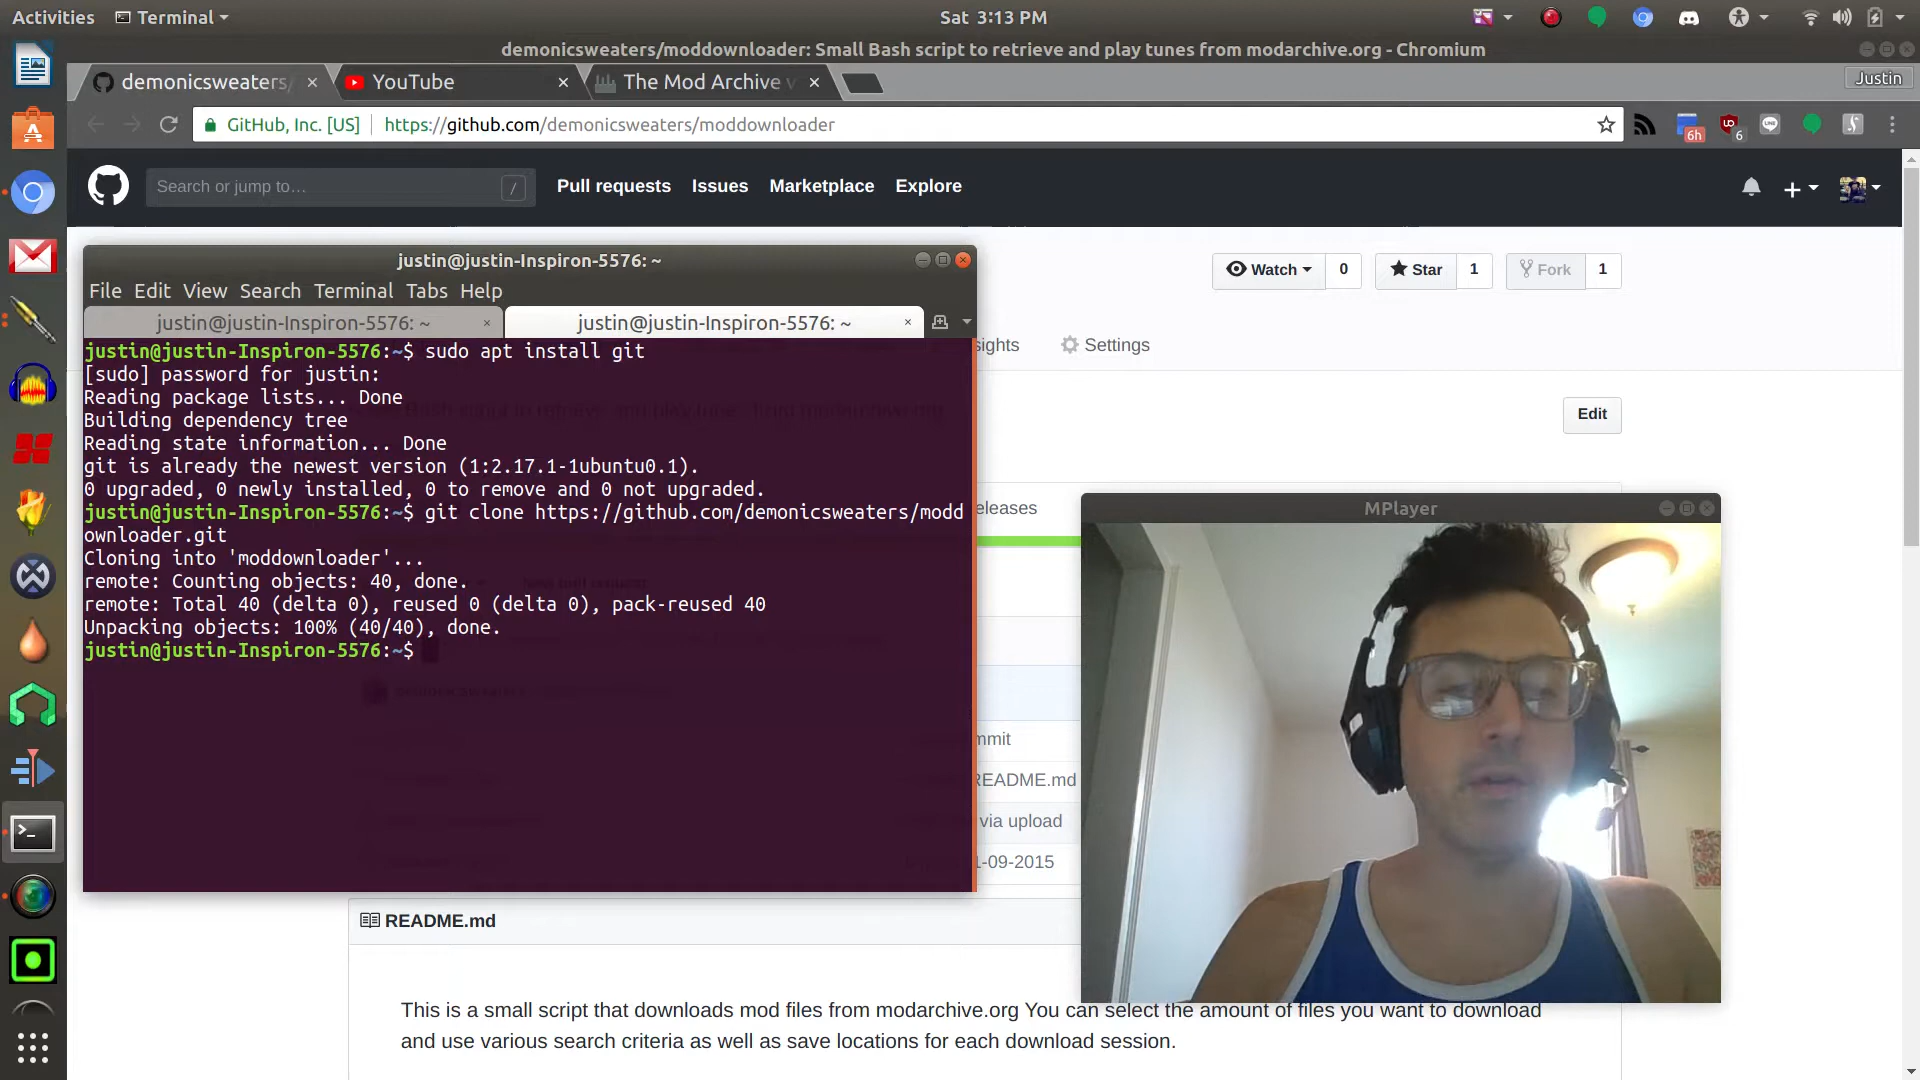 Activities
Terminal
Sat 3:13 PM
demonicsweaters/moddownloader: Small Bash script to retrieve and play tunes from modarchive.org - Chromium
demonicsweaters/
YouTube
The Mod Archive v
Justin
GitHub, Inc. [US]
https://github.com/demonicsweaters/moddownloader
6h
6
Search or jump to…
/
Pull requests
Issues
Marketplace
Explore
justin@justin-Inspiron-5576: ~
File Edit View Search Terminal Tabs Help
justin@justin-Inspiron-5576: ~
justin@justin-Inspiron-5576: ~
Watch
0
Star
1
Fork
1
sights
Settings
justin@justin-Inspiron-5576:~$ sudo apt install git
[sudo] password for justin:
Reading package lists... Done
Building dependency tree
Reading state information... Done
git is already the newest version (1:2.17.1-1ubuntu0.1).
0 upgraded, 0 newly installed, 0 to remove and 0 not upgraded.
justin@justin-Inspiron-5576:~$ git clone https://github.com/demonicsweaters/modd
ownloader.git
Cloning into 'moddownloader'...
remote: Counting objects: 40, done.
remote: Total 40 (delta 0), reused 0 (delta 0), pack-reused 40
Unpacking objects: 100% (40/40), done.
justin@justin-Inspiron-5576:~$
Edit
eleases
MPlayer
mmit
README.md
via upload
1-09-2015
README.md
This is a small script that downloads mod files from modarchive.org You can select the amount of files you want to download
and use various search criteria as well as save locations for each download session.